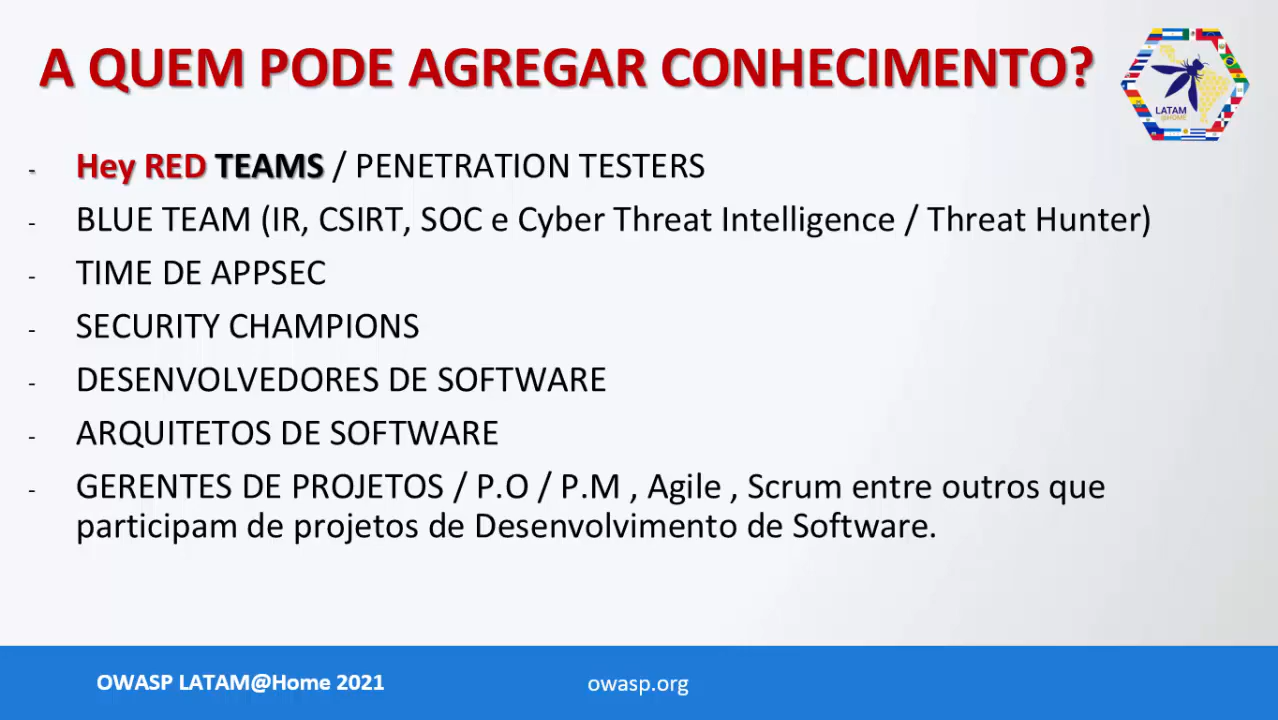 A QUEM PODE AGREGAR CONHECIMENTO?
LATAM
@HOME
- Hey RED TEAMS / PENETRATION TESTERS
- BLUE TEAM (IR, CSIRT, SOC e Cyber Threat Intelligence / Threat Hunter)
- TIME DE APPSEC
- SECURITY CHAMPIONS
- DESENVOLVEDORES DE SOFTWARE
- ARQUITETOS DE SOFTWARE
- GERENTES DE PROJETOS / P.O / P.M , Agile , Scrum entre outros que
participam de projetos de Desenvolvimento de Software.
OWASP LATAM@Home 2021
owasp.org